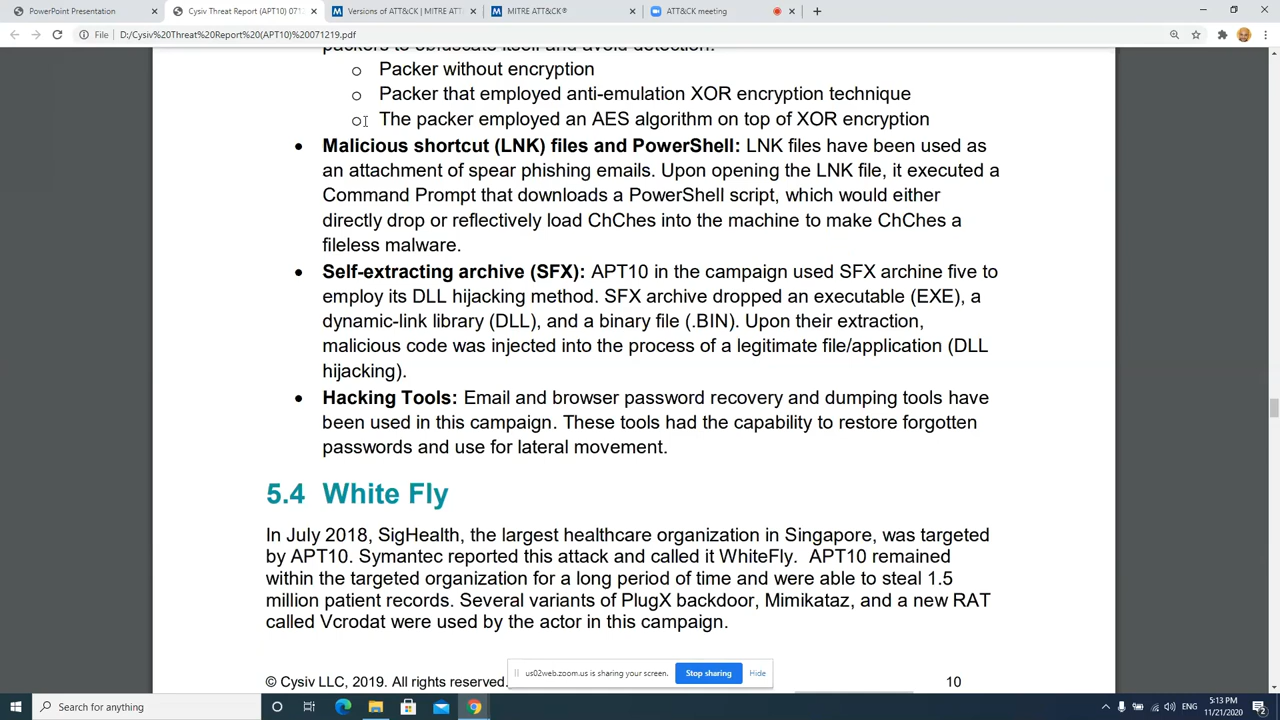 PowerPoint Presentation
Cysiv Threat Report (APT10) 071
Versions of ATT&CK | MITRE ATT
MITRE ATT&CK®
ATT&CK meeting
File | D:/Cysiv%20Threat%20Report%20(APT10)%20071219.pdf
packers to obfuscate itself and avoid detection.
o Packer without encryption
o Packer that employed anti-emulation XOR encryption technique
o The packer employed an AES algorithm on top of XOR encryption
• Malicious shortcut (LNK) files and PowerShell: LNK files have been used as
an attachment of spear phishing emails. Upon opening the LNK file, it executed a
Command Prompt that downloads a PowerShell script, which would either
directly drop or reflectively load ChChes into the machine to make ChChes a
fileless malware.
• Self-extracting archive (SFX): APT10 in the campaign used SFX archine five to
employ its DLL hijacking method. SFX archive dropped an executable (EXE), a
dynamic-link library (DLL), and a binary file (.BIN). Upon their extraction,
malicious code was injected into the process of a legitimate file/application (DLL
hijacking).
• Hacking Tools: Email and browser password recovery and dumping tools have
been used in this campaign. These tools had the capability to restore forgotten
passwords and use for lateral movement.
5.4 White Fly
In July 2018, SigHealth, the largest healthcare organization in Singapore, was targeted
by APT10. Symantec reported this attack and called it WhiteFly. APT10 remained
within the targeted organization for a long period of time and were able to steal 1.5
million patient records. Several variants of PlugX backdoor, Mimikataz, and a new RAT
called Vcrodat were used by the actor in this campaign.
us02web.zoom.us is sharing your screen. Stop sharing Hide
© Cysiv LLC, 2019. All rights reserved. 10
Type here to search for anything